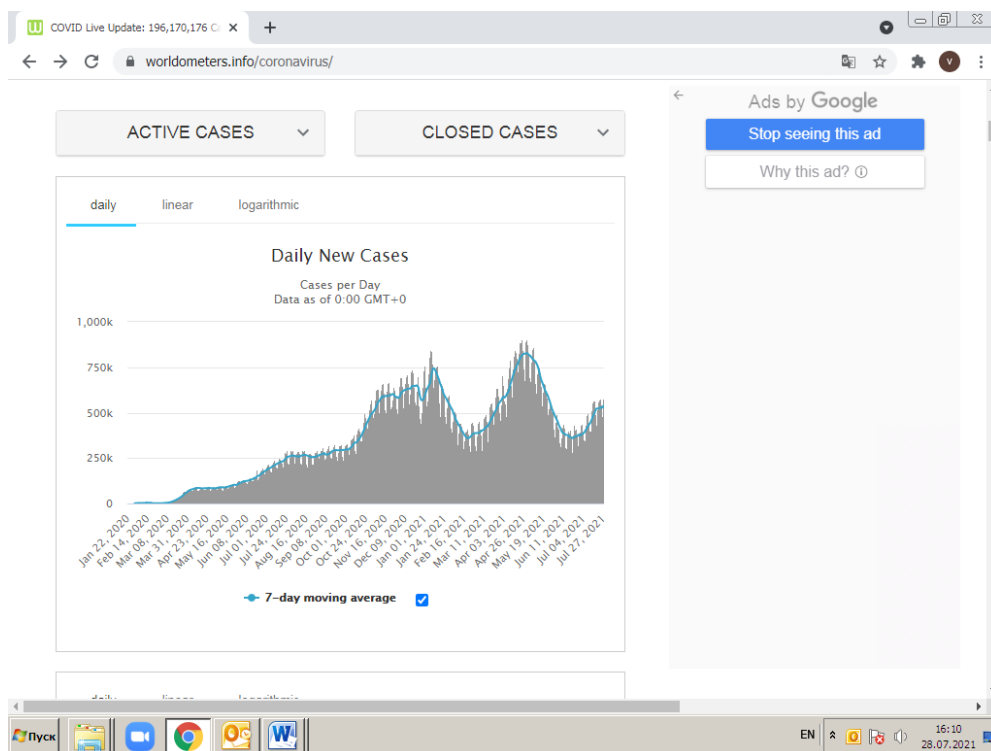 COVID Live Update: 196,170,176 Ca
worldometers.info/coronavirus/
V
ACTIVE CASES
CLOSED CASES
Ads by Google
Stop seeing this ad
Why this ad?
daily linear logarithmic
Daily New Cases
Cases per Day
Data as of 0:00 GMT+0
1,000k
750k
500k
250k
0
Jan 22, 2020
Feb 14, 2020
Mar 08, 2020
Mar 31, 2020
Apr 23, 2020
May 16, 2020
Jun 08, 2020
Jul 01, 2020
Jul 24, 2020
Aug 16, 2020
Sep 08, 2020
Oct 01, 2020
Oct 24, 2020
Nov 16, 2020
Dec 09, 2020
Jan 01, 2021
Jan 24, 2021
Feb 16, 2021
Mar 11, 2021
Apr 03, 2021
Apr 26, 2021
May 19, 2021
Jun 11, 2021
Jul 04, 2021
Jul 27, 2021
7-day moving average
daily linear logarithmic
Пуск
EN
16:10
28.07.2021